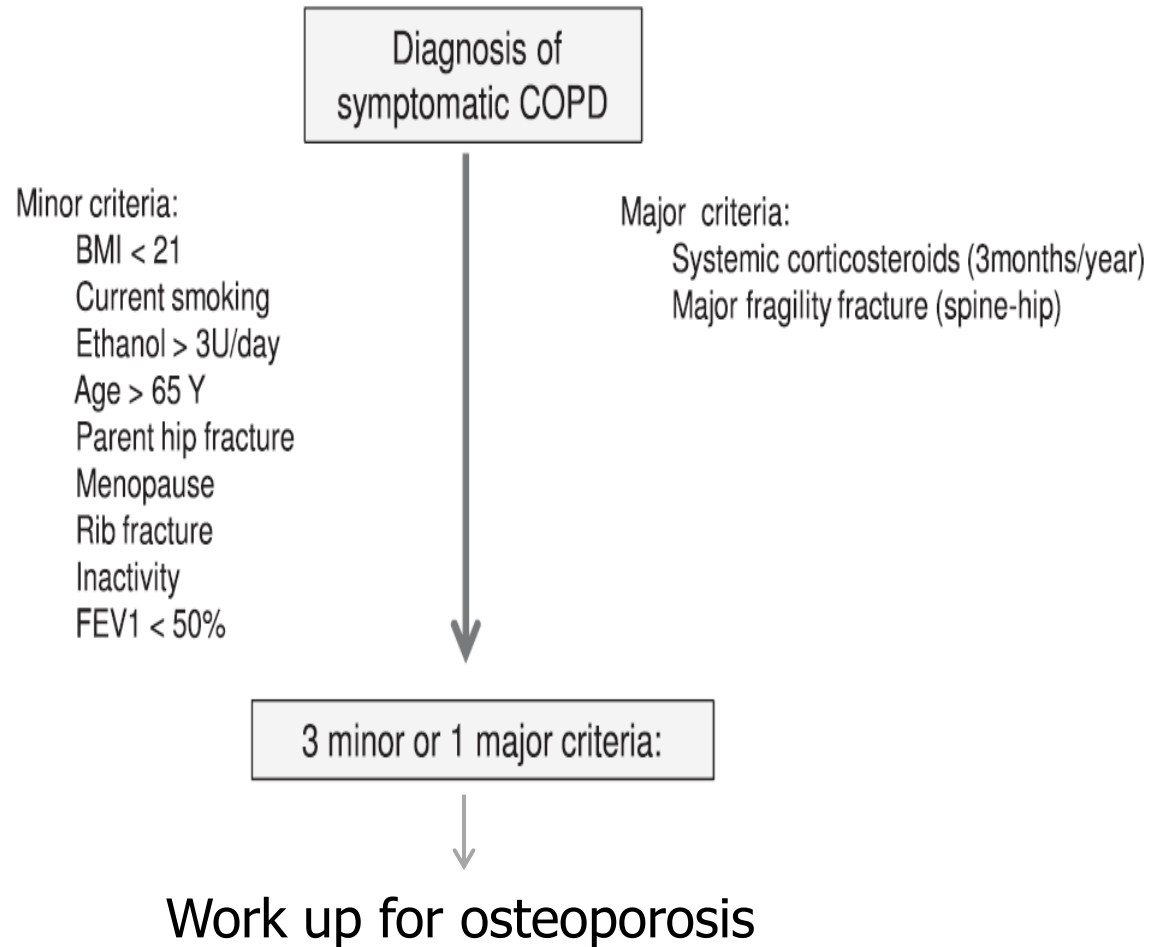 Diagnosis of
symptomatic COPD
Minor criteria:
BMI < 21
Current smoking
Ethanol > 3U/day
Age > 65 Y
Parent hip fracture
Menopause
Rib fracture
Inactivity
FEV1 < 50%
Major criteria:
Systemic corticosteroids (3months/year)
Major fragility fracture (spine-hip)
3 minor or 1 major criteria:
Work up for osteoporosis